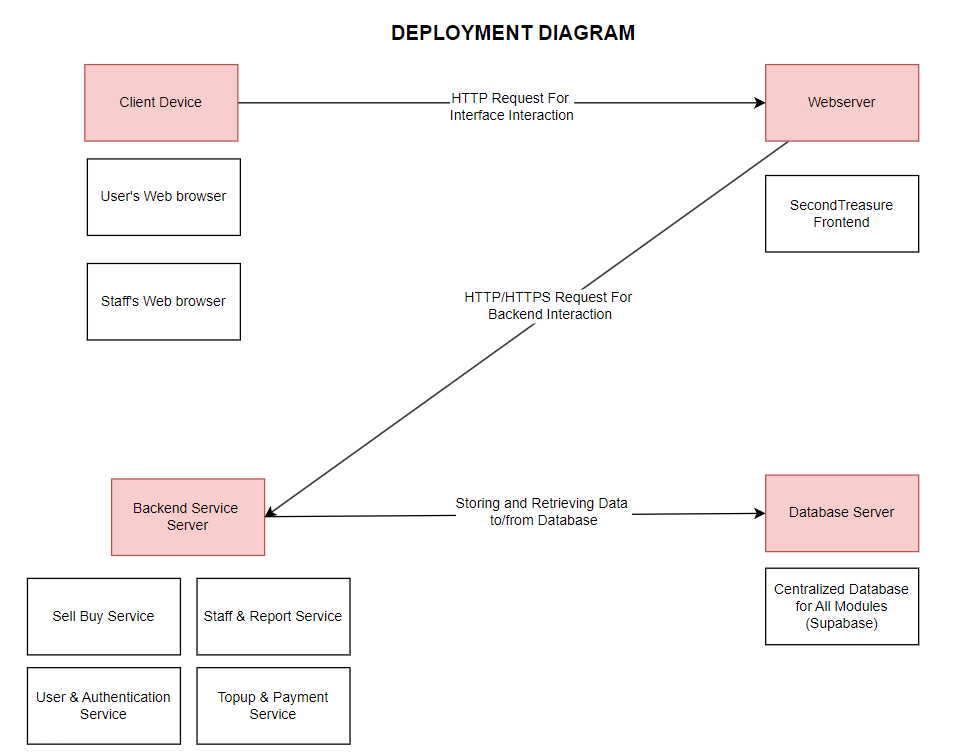 DEPLOYMENT DIAGRAM
Client Device
HTTP Request For
Interface Interaction
Webserver
User's Web browser
SecondTreasure
Frontend
Staff's Web browser
HTTP/HTTPS Request For
Backend Interaction
Backend Service
Server
Storing and Retrieving Data
to/from Database
Database Server
Sell Buy Service
Staff & Report Service
Centralized Database
for All Modules
(Supabase)
User & Authentication
Service
Topup & Payment
Service